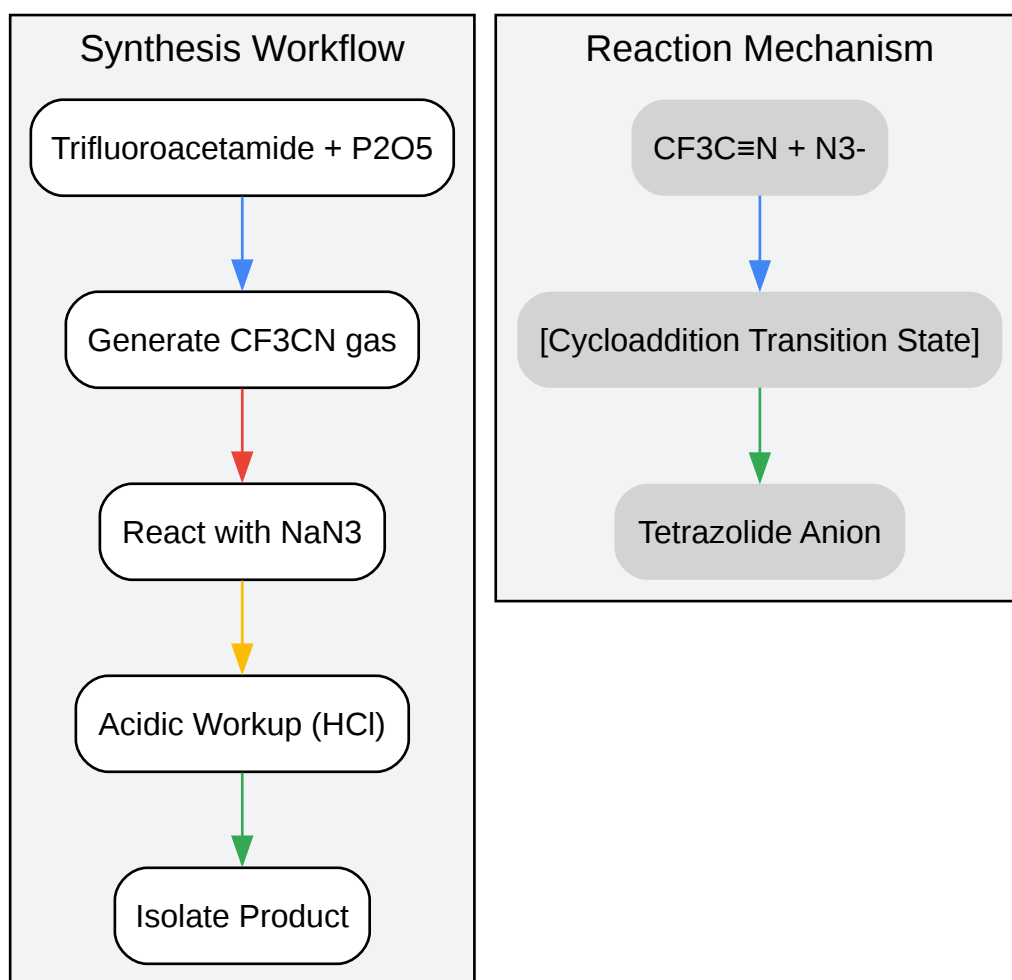 Synthesis Workflow
Trifluoroacetamide + P2O5
Generate CF3CN gas
React with NaN3
Acidic Workup (HCl)
Isolate Product
Reaction Mechanism
CF3C≡N + N3-
[Cycloaddition Transition State]
Tetrazolide Anion